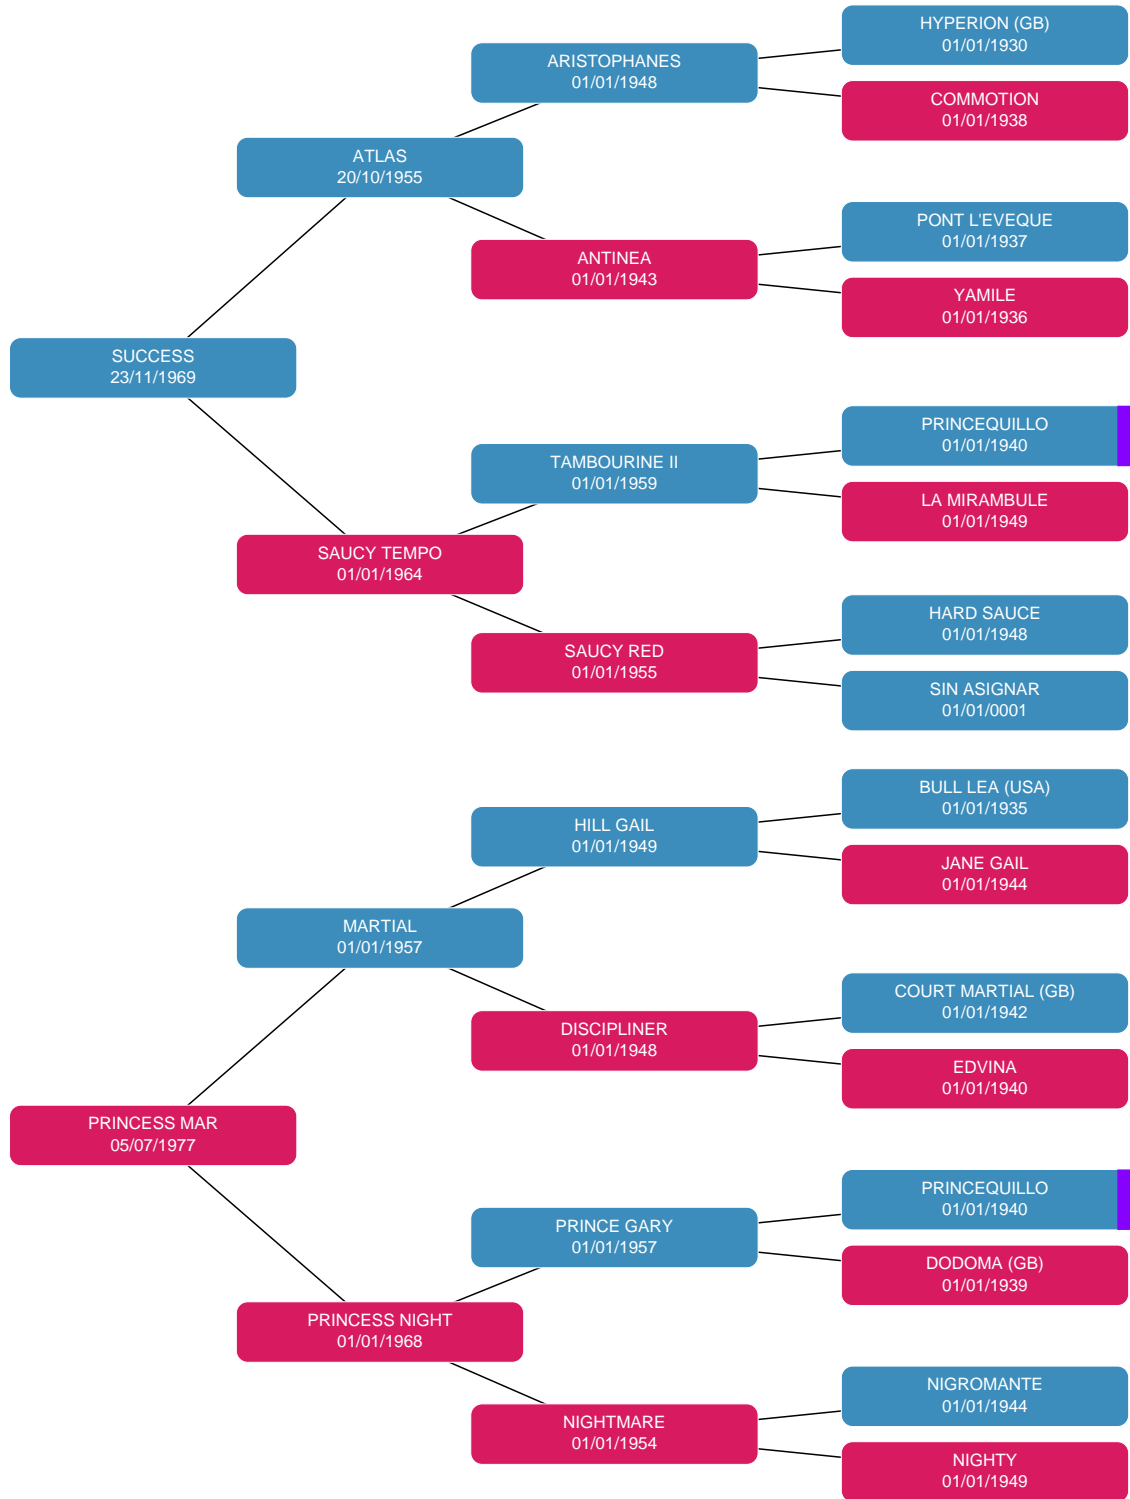 HYPERION (GB)
01/01/1930
ARISTOPHANES
01/01/1948
COMMOTION
01/01/1938
ATLAS
20/10/1955
PONT L'EVEQUE
01/01/1937
ANTINEA
01/01/1943
YAMILE
01/01/1936
SUCCESS
23/11/1969
PRINCEQUILLO
01/01/1940
TAMBOURINE II
01/01/1959
LA MIRAMBULE
01/01/1949
SAUCY TEMPO
01/01/1964
HARD SAUCE
01/01/1948
SAUCY RED
01/01/1955
SIN ASIGNAR
01/01/0001
BULL LEA (USA)
01/01/1935
HILL GAIL
01/01/1949
JANE GAIL
01/01/1944
MARTIAL
01/01/1957
COURT MARTIAL (GB)
01/01/1942
DISCIPLINER
01/01/1948
EDVINA
01/01/1940
PRINCESS MAR
05/07/1977
PRINCEQUILLO
01/01/1940
PRINCE GARY
01/01/1957
DODOMA (GB)
01/01/1939
PRINCESS NIGHT
01/01/1968
NIGROMANTE
01/01/1944
NIGHTMARE
01/01/1954
NIGHTY
01/01/1949